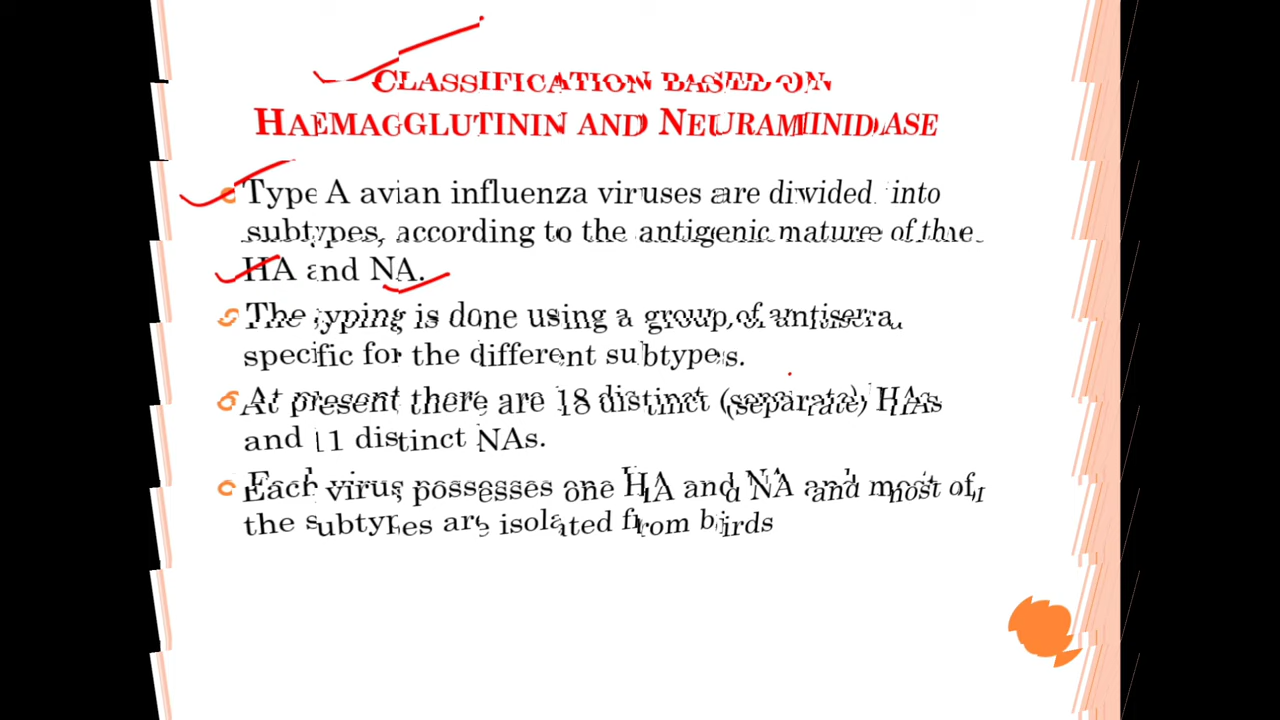 CLASSIFICATION BASED ON
HAEMAGGLUTININ AND NEURAMINIDASE
Type A avian influenza viruses are divided into
subtypes, according to the antigenic mature of the
HA and NA.
The typing is done using a group of antisera,
specific for the different subtypes.
At present there are 18 distinct (separate) HAs
and 11 distinct NAs.
Each virus possesses one HA and NA and most of
the subtypes are isolated from birds